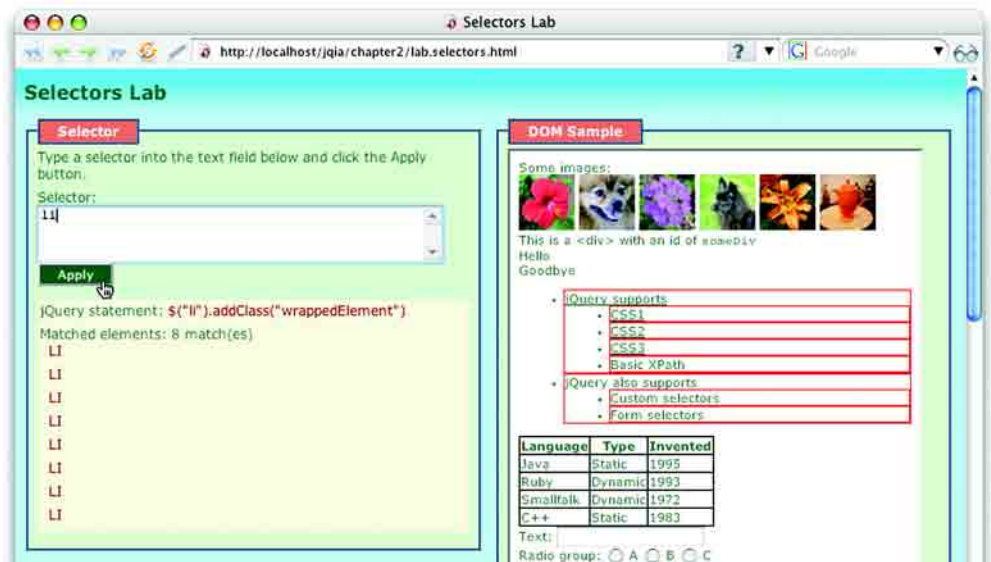 Selectors Lab
http://localhost/jqia/chapter2/lab.selectors.html
?
G Google
Selectors Lab
Selector
Type a selector into the text field below and click the Apply
button.
Selector:
li
Apply
jQuery statement: $("li").addClass("wrappedElement")
Matched elements: 8 match(es)
LI
LI
LI
LI
LI
LI
LI
LI
DOM Sample
Some images:
This is a <div> with an id of someDiv
Hello
Goodbye
• jQuery supports
• CSS1
• CSS2
• CSS3
• Basic XPath
• jQuery also supports
• Custom selectors
• Form selectors
Language Type Invented
Java Static 1995
Ruby Dynamic 1993
Smalltalk Dynamic 1972
C++ Static 1983
Text:
Radio group: A B C